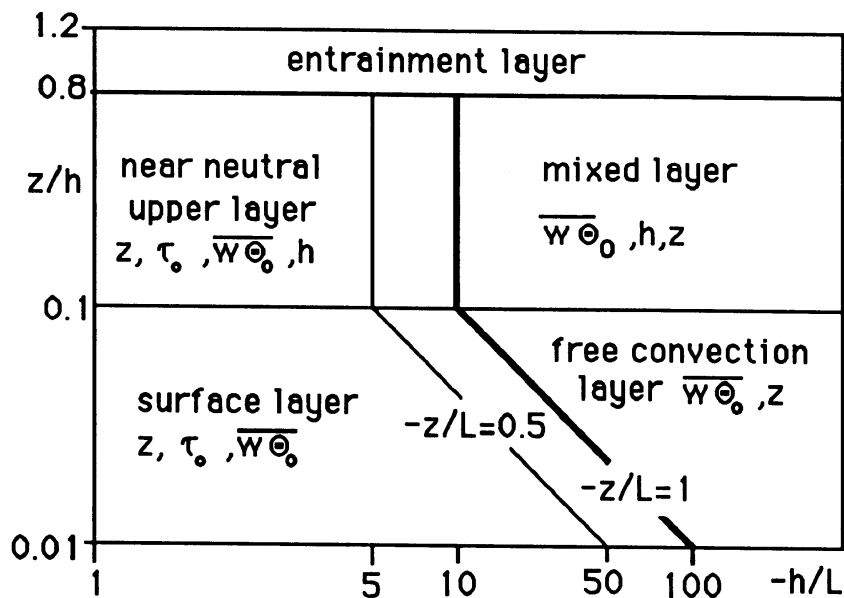 1.2
entrainment layer
0.8
z/h
near neutral
upper layer
z, τ₀ , w̅Θ̅₀ , h
mixed layer
w̅Θ̅₀ , h, z
0.1
free convection
layer w̅Θ̅₀ , z
surface layer
z, τ₀ , w̅Θ̅₀
-z/L=0.5
-z/L=1
0.01
1 5 10 50 100 -h/L